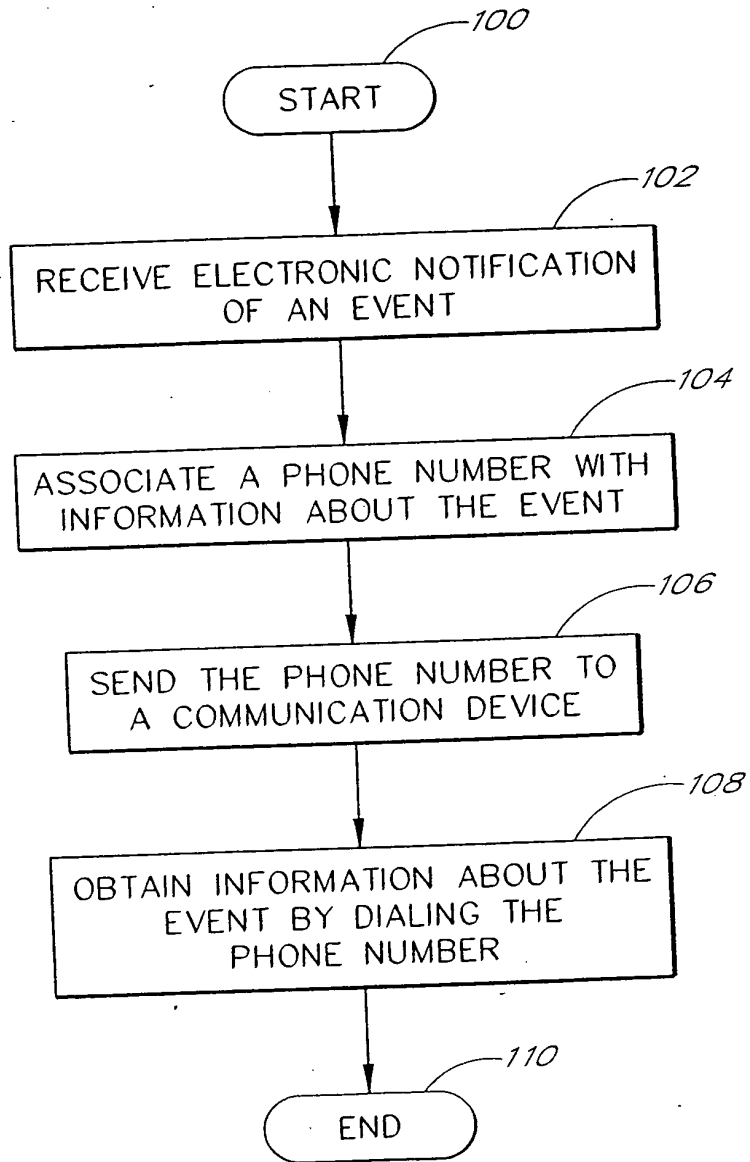 100
START
102
RECEIVE ELECTRONIC NOTIFICATION
OF AN EVENT
104
ASSOCIATE A PHONE NUMBER WITH
INFORMATION ABOUT THE EVENT
106
SEND THE PHONE NUMBER TO
A COMMUNICATION DEVICE
108
OBTAIN INFORMATION ABOUT THE
EVENT BY DIALING THE
PHONE NUMBER
110
END